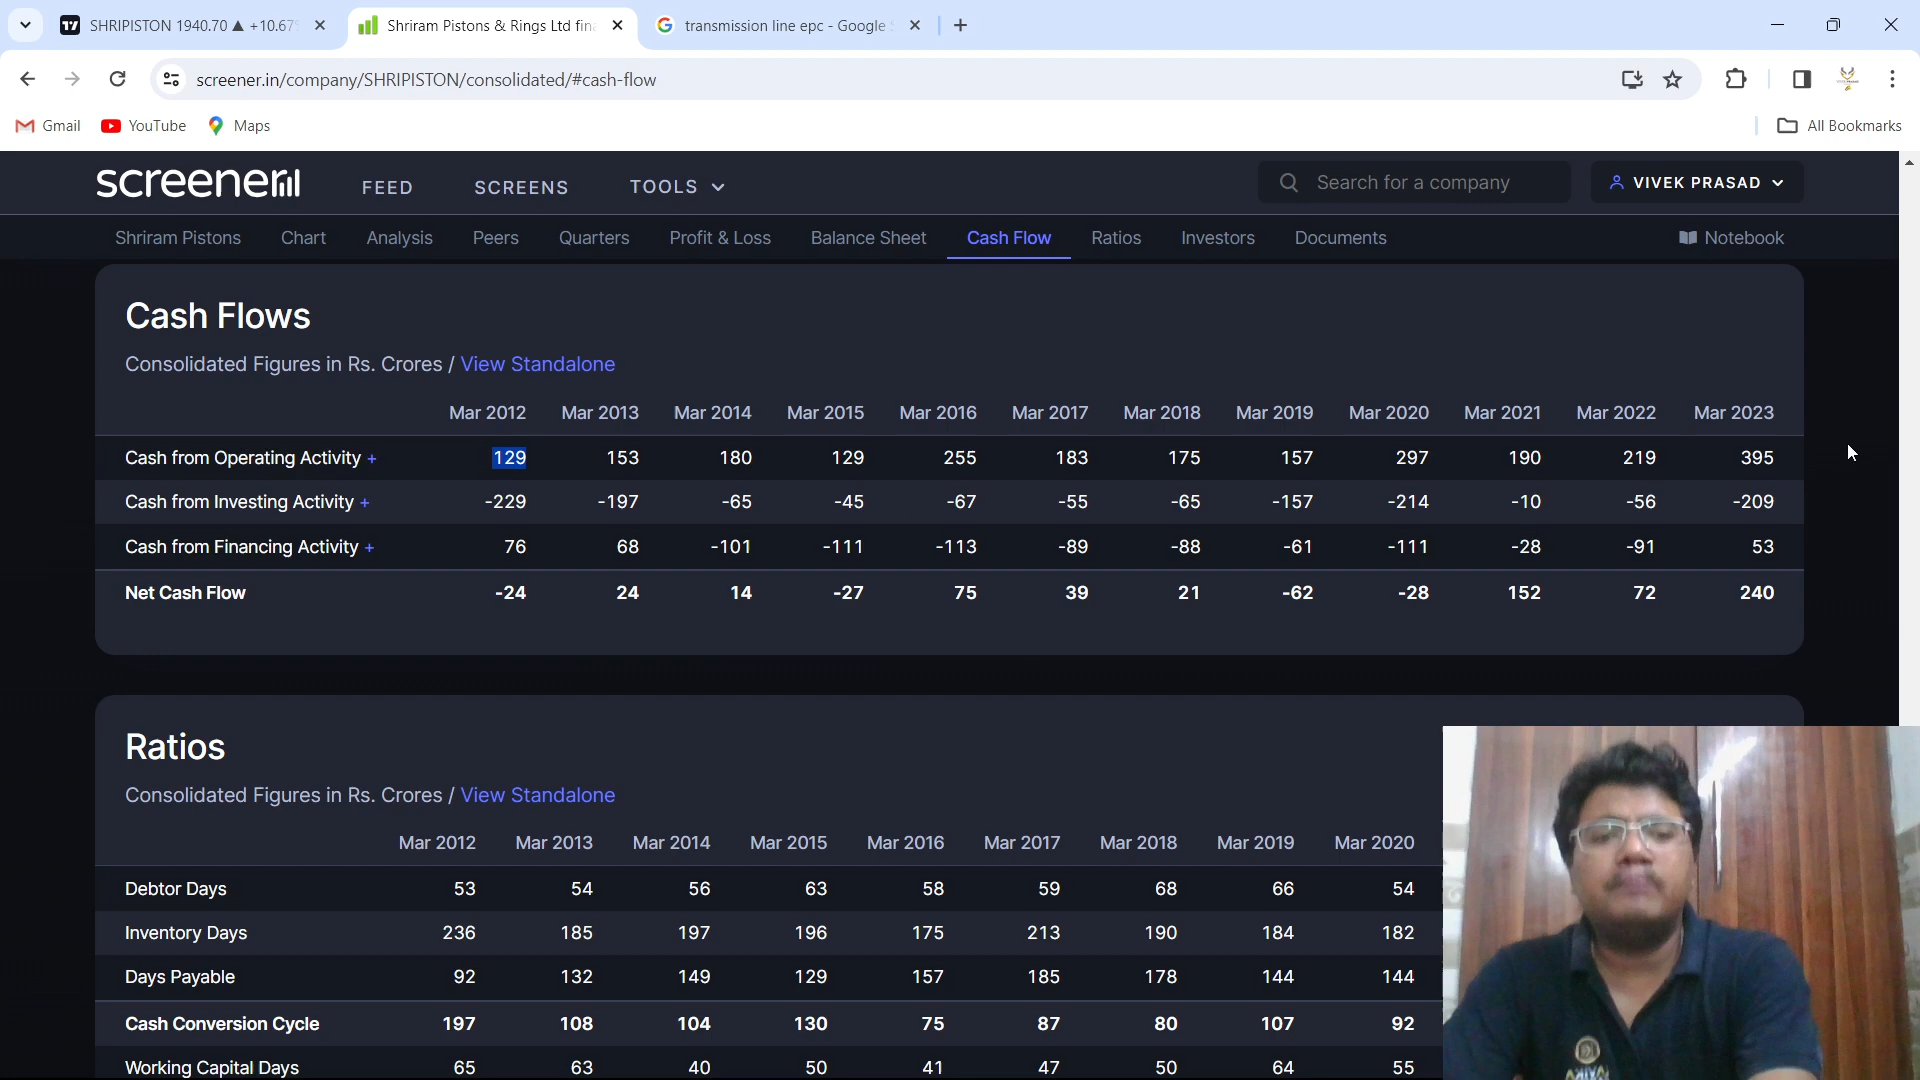 SHRIPISTON 1940.70 ▲ +10.67%
Shriram Pistons & Rings Ltd fin
transmission line epc - Google
screener.in/company/SHRIPISTON/consolidated/#cash-flow
Gmail YouTube Maps All Bookmarks
screener FEED SCREENS TOOLS Search for a company VIVEK PRASAD
Shriram Pistons Chart Analysis Peers Quarters Profit & Loss Balance Sheet Cash Flow Ratios Investors Documents Notebook
Cash Flows
Consolidated Figures in Rs. Crores / View Standalone
Mar 2012 Mar 2013 Mar 2014 Mar 2015 Mar 2016 Mar 2017 Mar 2018 Mar 2019 Mar 2020 Mar 2021 Mar 2022 Mar 2023
Cash from Operating Activity + 129 153 180 129 255 183 175 157 297 190 219 395
Cash from Investing Activity + -229 -197 -65 -45 -67 -55 -65 -157 -214 -10 -56 -209
Cash from Financing Activity + 76 68 -101 -111 -113 -89 -88 -61 -111 -28 -91 53
Net Cash Flow -24 24 14 -27 75 39 21 -62 -28 152 72 240
Ratios
Consolidated Figures in Rs. Crores / View Standalone
Mar 2012 Mar 2013 Mar 2014 Mar 2015 Mar 2016 Mar 2017 Mar 2018 Mar 2019 Mar 2020
Debtor Days 53 54 56 63 58 59 68 66 54
Inventory Days 236 185 197 196 175 213 190 184 182
Days Payable 92 132 149 129 157 185 178 144 144
Cash Conversion Cycle 197 108 104 130 75 87 80 107 92
Working Capital Days 65 63 40 50 41 47 50 64 55